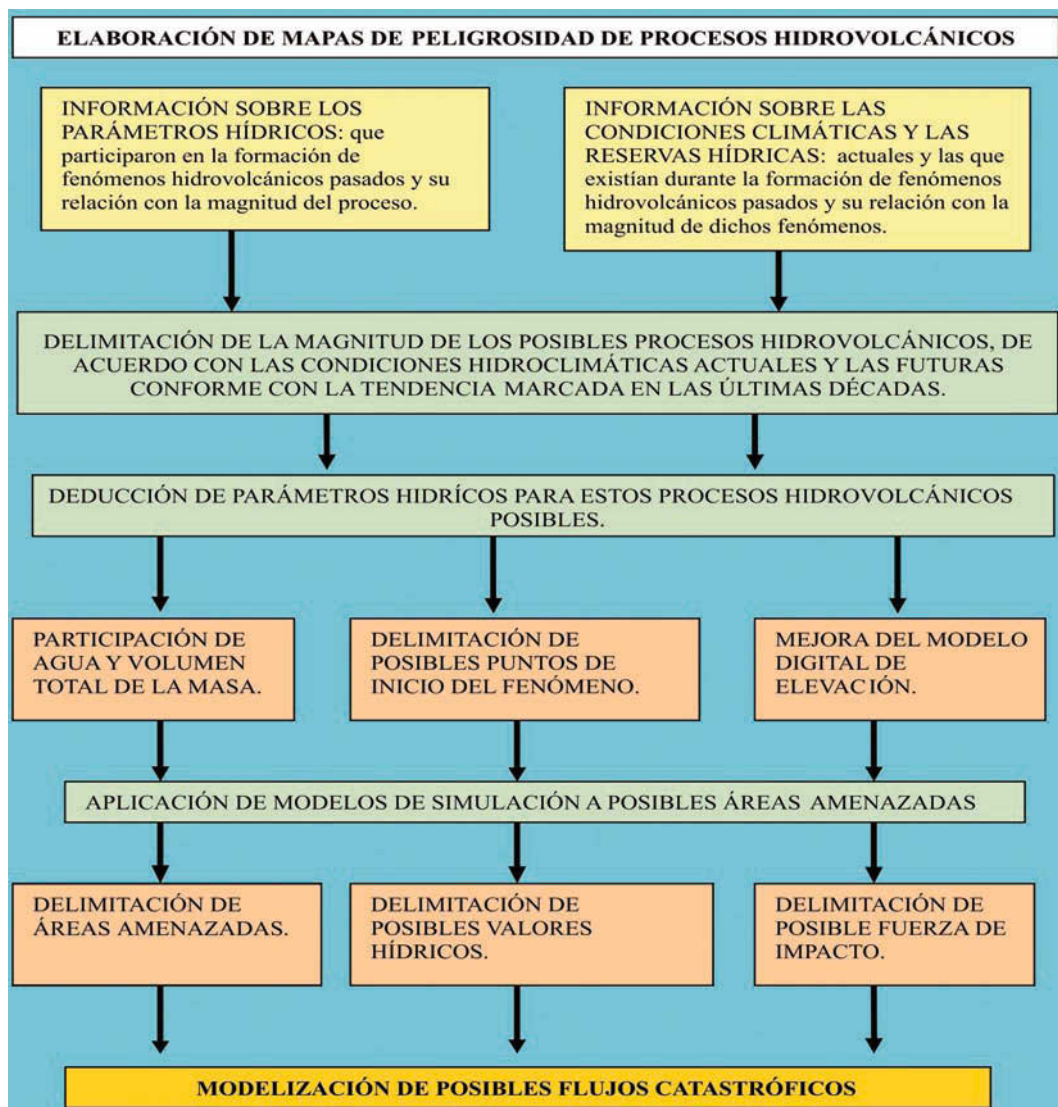 ELABORACIÓN DE MAPAS DE PELIGROSIDAD DE PROCESOS HIDROVOLCÁNICOS
INFORMACIÓN SOBRE LOS
PARÁMETROS HÍDRICOS: que
participaron en la formación de
fenómenos hidrovolcánicos pasados y su
relación con la magnitud del proceso.
INFORMACIÓN SOBRE LAS
CONDICIONES CLIMÁTICAS Y LAS
RESERVAS HÍDRICAS: actuales y las que
existían durante la formación de fenómenos
hidrovolcánicos pasados y su relación con la
magnitud de dichos fenómenos.
DELIMITACIÓN DE LA MAGNITUD DE LOS POSIBLES PROCESOS HIDROVOLCÁNICOS, DE
ACUERDO CON LAS CONDICIONES HIDROCLIMÁTICAS ACTUALES Y LAS FUTURAS
CONFORME CON LA TENDENCIA MARCADA EN LAS ÚLTIMAS DÉCADAS.
DEDUCCIÓN DE PARÁMETROS HIDRÍCOS PARA ESTOS PROCESOS HIDROVOLCÁNICOS
POSIBLES.
PARTICIPACIÓN DE
AGUA Y VOLUMEN
TOTAL DE LA MASA.
DELIMITACIÓN DE
POSIBLES PUNTOS DE
INICIO DEL FENÓMENO.
MEJORA DEL MODELO
DIGITAL DE
ELEVACIÓN.
APLICACIÓN DE MODELOS DE SIMULACIÓN A POSIBLES ÁREAS AMENAZADAS
DELIMITACIÓN DE
ÁREAS AMENAZADAS.
DELIMITACIÓN DE
POSIBLES VALORES
HÍDRICOS.
DELIMITACIÓN DE
POSIBLE FUERZA DE
IMPACTO.
MODELIZACIÓN DE POSIBLES FLUJOS CATASTRÓFICOS